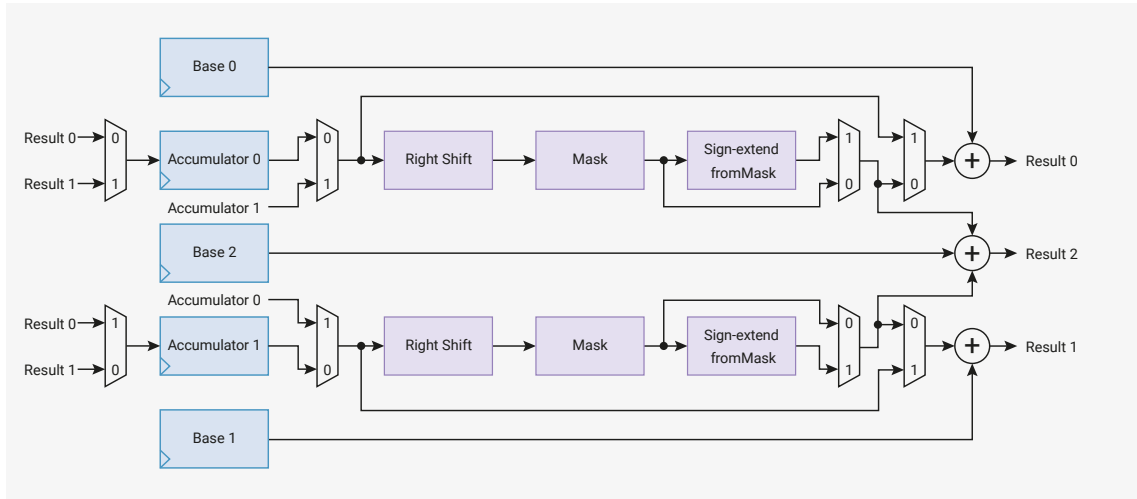 Base 0
Result 0
0
Accumulator 0
0
Right Shift
Mask
Sign-extend
fromMask
1
1
+
Result 0
Result 1
1
1
0
0
Accumulator 1
Base 2
+
Result 2
Accumulator 0
Result 0
1
Accumulator 1
1
Right Shift
Mask
Sign-extend
fromMask
0
0
+
Result 1
Result 1
0
0
1
1
Base 1